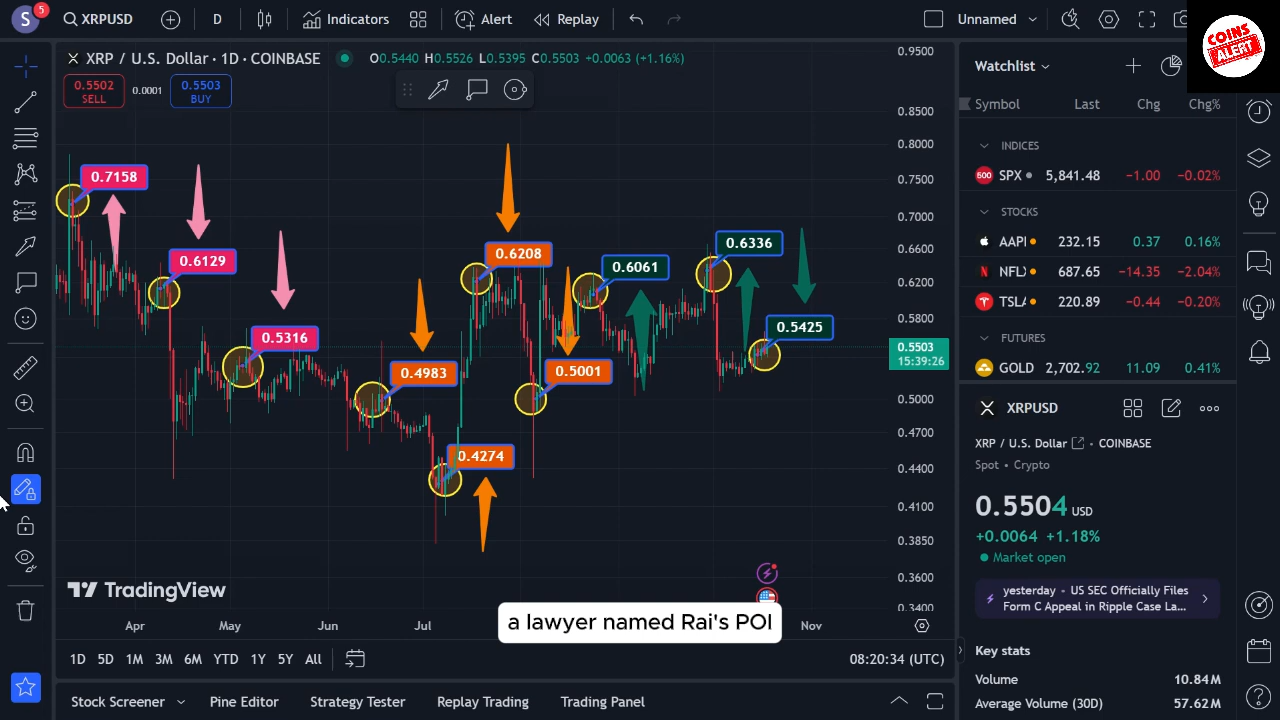 S
5
XRPUSD
D
Indicators
Alert
Replay
Unnamed
COINS
ALERT
XRP / U.S. Dollar · 1D · COINBASE
O0.5440 H0.5526 L0.5395 C0.5503 +0.0063 (+1.16%)
0.5502
SELL
0.0001
0.5503
BUY
0.7158
0.6129
0.5316
0.4983
0.4274
0.6208
0.5001
0.6061
0.6336
0.5425
0.9500
0.8500
0.8000
0.7500
0.7000
0.6600
0.6200
0.5800
0.5503
15:39:26
0.5000
0.4700
0.4400
0.4100
0.3850
0.3600
0.3400
TradingView
a lawyer named Rai's POI
Apr May Jun Jul Nov
1D 5D 1M 3M 6M YTD 1Y 5Y All
08:20:34 (UTC)
Stock Screener Pine Editor Strategy Tester Replay Trading Trading Panel
Watchlist
Symbol Last Chg Chg%
INDICES
500 SPX 5,841.48 −1.00 −0.02%
STOCKS
AAPL 232.15 0.37 0.16%
NFLX 687.65 −14.35 −2.04%
TSLA 220.89 −0.44 −0.20%
FUTURES
GOLD 2,702.92 11.09 0.41%
XRPUSD
XRP / U.S. Dollar · COINBASE
Spot · Crypto
0.5504 USD
+0.0064 +1.18%
Market open
yesterday - US SEC Officially Files
Form C Appeal in Ripple Case La...
Key stats
Volume 10.84M
Average Volume (30D) 57.62M